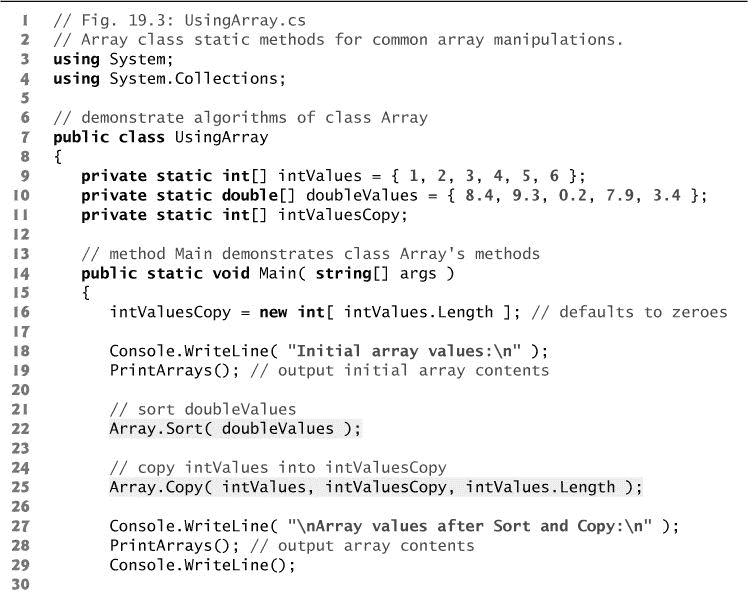 1 // Fig. 19.3: UsingArray.cs
2 // Array class static methods for common array manipulations.
3 using System;
4 using System.Collections;
5
6 // demonstrate algorithms of class Array
7 public class UsingArray
8 {
9 private static int[] intValues = { 1, 2, 3, 4, 5, 6 };
10 private static double[] doubleValues = { 8.4, 9.3, 0.2, 7.9, 3.4 };
11 private static int[] intValuesCopy;
12
13 // method Main demonstrates class Array's methods
14 public static void Main( string[] args )
15 {
16 intValuesCopy = new int[ intValues.Length ]; // defaults to zeroes
17
18 Console.WriteLine( "Initial array values:\n" );
19 PrintArrays(); // output initial array contents
20
21 // sort doubleValues
22 Array.Sort( doubleValues );
23
24 // copy intValues into intValuesCopy
25 Array.Copy( intValues, intValuesCopy, intValues.Length );
26
27 Console.WriteLine( "\nArray values after Sort and Copy:\n" );
28 PrintArrays(); // output array contents
29 Console.WriteLine();
30